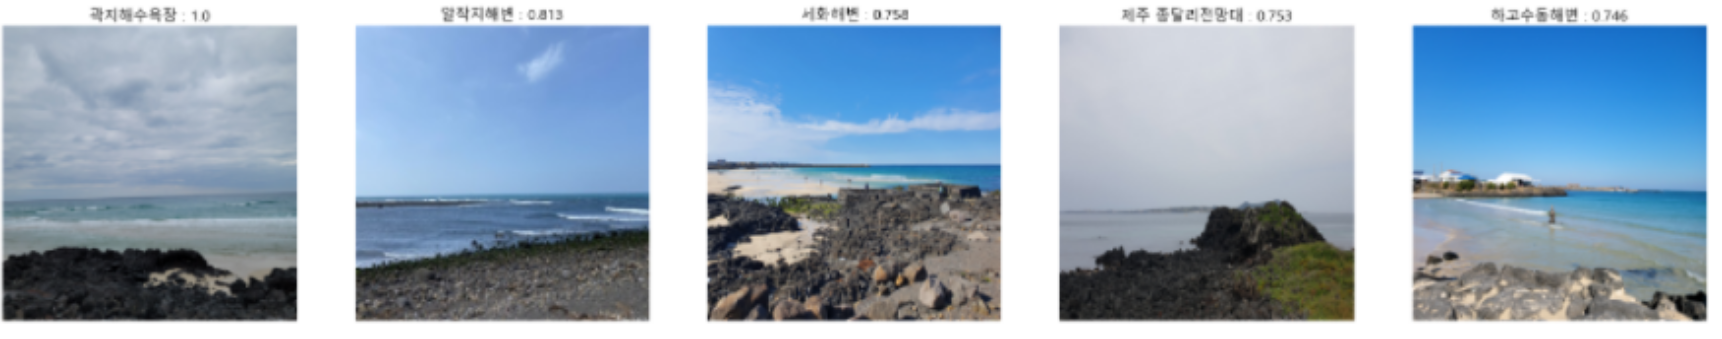 곽지해수욕장 : 1.0
알작지해변 : 0.813
세화해변 : 0.758
제주 종달리전망대 : 0.753
하고수동해변 : 0.746